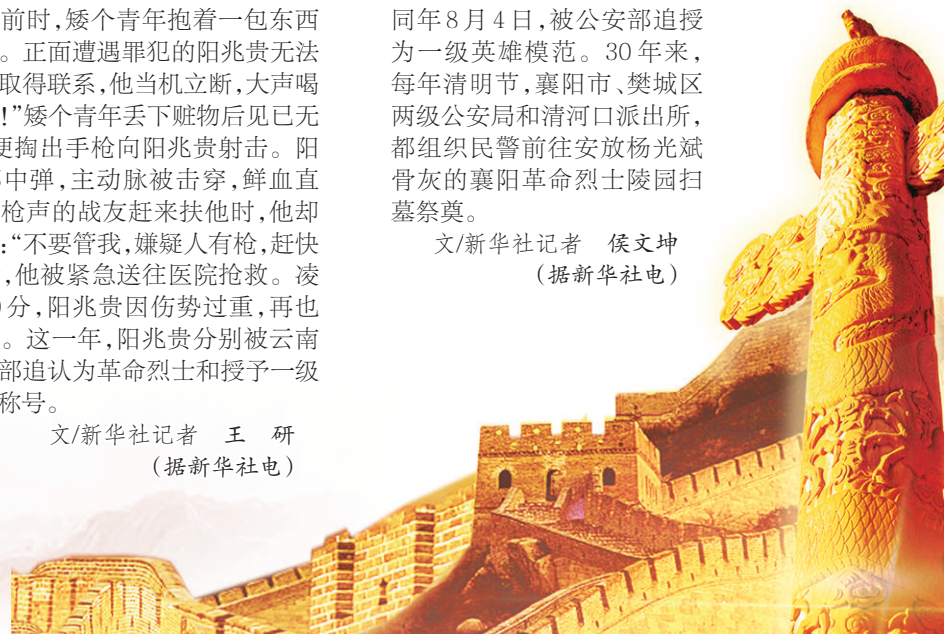 前时,矮个青年抱着一包东西
。正面遭遇罪犯的阳兆贵无法
取得联系,他当机立断,大声喝
!”矮个青年丢下赃物后见已无
便掏出手枪向阳兆贵射击。阳
中弹,主动脉被击穿,鲜血直
枪声的战友赶来扶他时,他却
:“不要管我,嫌疑人有枪,赶快
,他被紧急送往医院抢救。凌
分,阳兆贵因伤势过重,再也
。这一年,阳兆贵分别被云南
部追认为革命烈士和授予一级
称号。
文/新华社记者 王 研
(据新华社电)
同年8月4日,被公安部追授
为一级英雄模范。30年来,
每年清明节,襄阳市、樊城区
两级公安局和清河口派出所,
都组织民警前往安放杨光斌
骨灰的襄阳革命烈士陵园扫
墓祭奠。
文/新华社记者 侯文坤
(据新华社电)